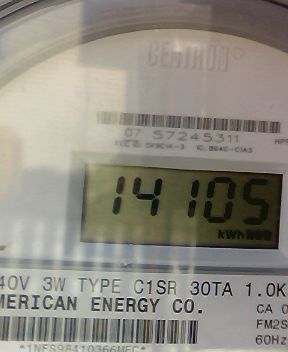 CENTRON
07 57245311
14105
kWh
40V 3W TYPE C1SR 30TA 1.0K
MERICAN ENERGY CO.
CA 0
FM2S
60Hz
*1NFS98410366MEC*